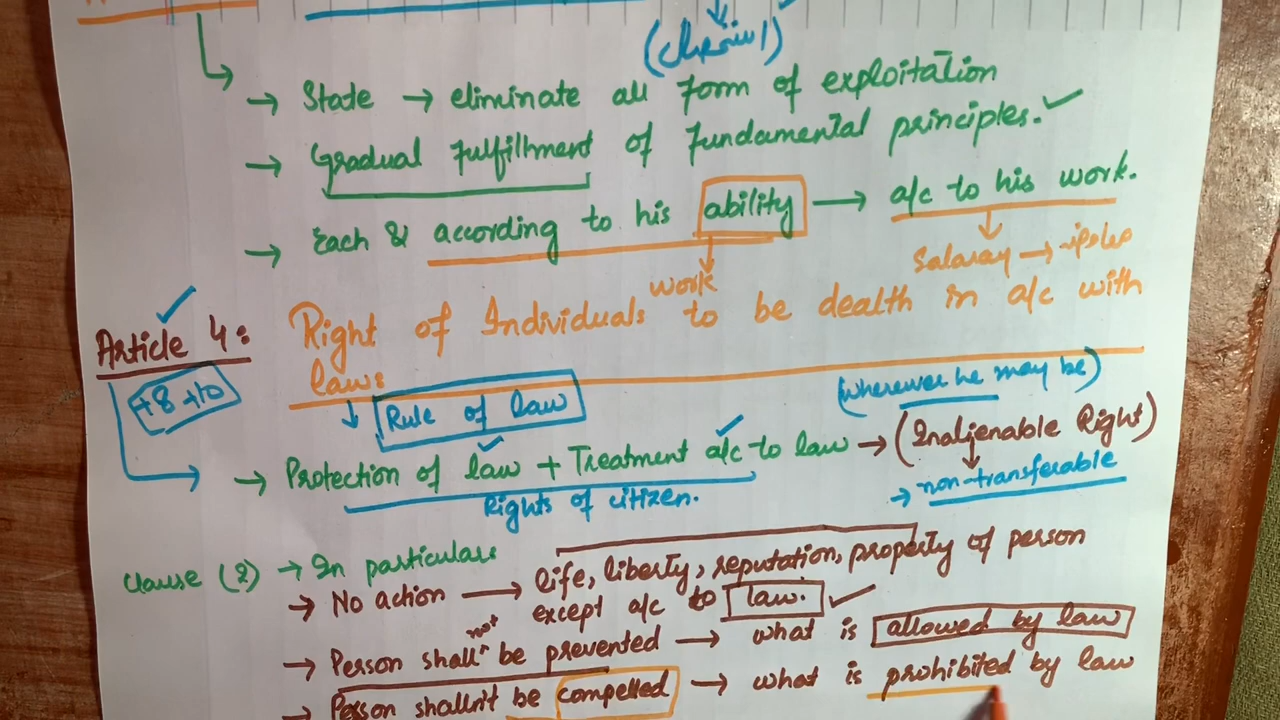 → State → eliminate all form of exploitation
→ Gradual fulfillment of fundamental principles. ✓
→ Each & according to his ability → a/c to his work.
work
Salaray →
Article 4: Right of Individuals to be dealth in a/c with
law:
+8 +10
Rule of law
(wherever he may be)
→ Protection of law + Treatment a/c to law → (Inalienable Right)
Rights of citizen.
→ non-transferable
Clause (2) → In particulars
→ No action → life, liberty, reputation, property of person
except a/c to law. ✓
→ Person shall not be prevented → what is allowed by law
→ Person shalln't be compelled → what is prohibited by law